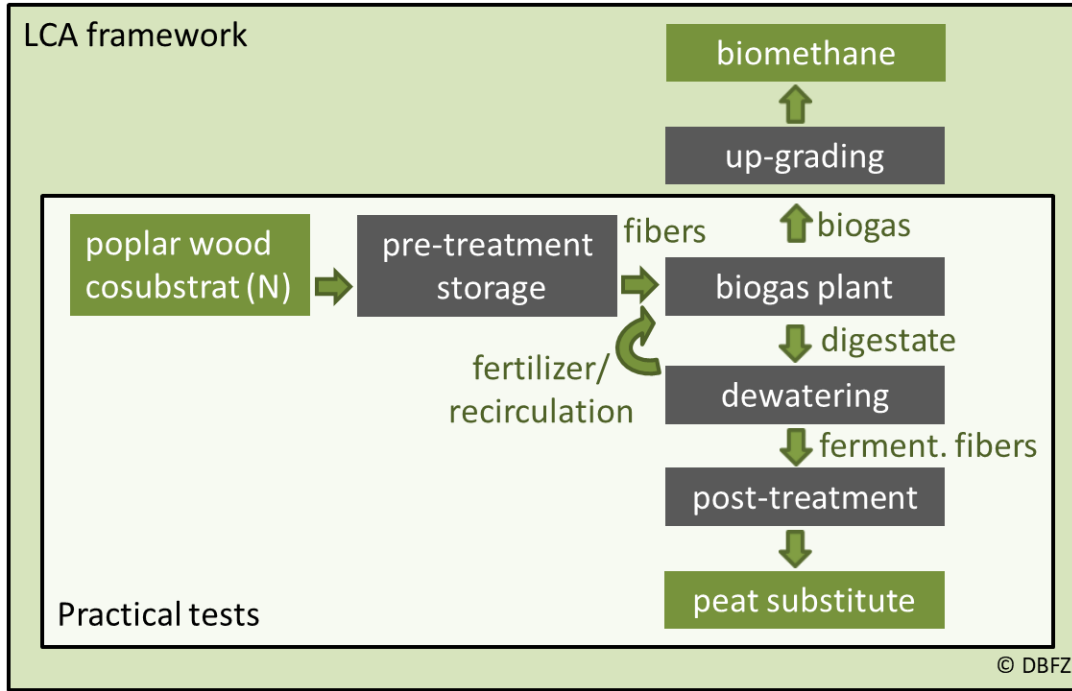 LCA framework
biomethane
up-grading
biogas
poplar wood
cosubstrat (N)
pre-treatment
storage
fibers
biogas plant
digestate
fertilizer/
recirculation
dewatering
ferment. fibers
post-treatment
peat substitute
Practical tests
© DBFZ